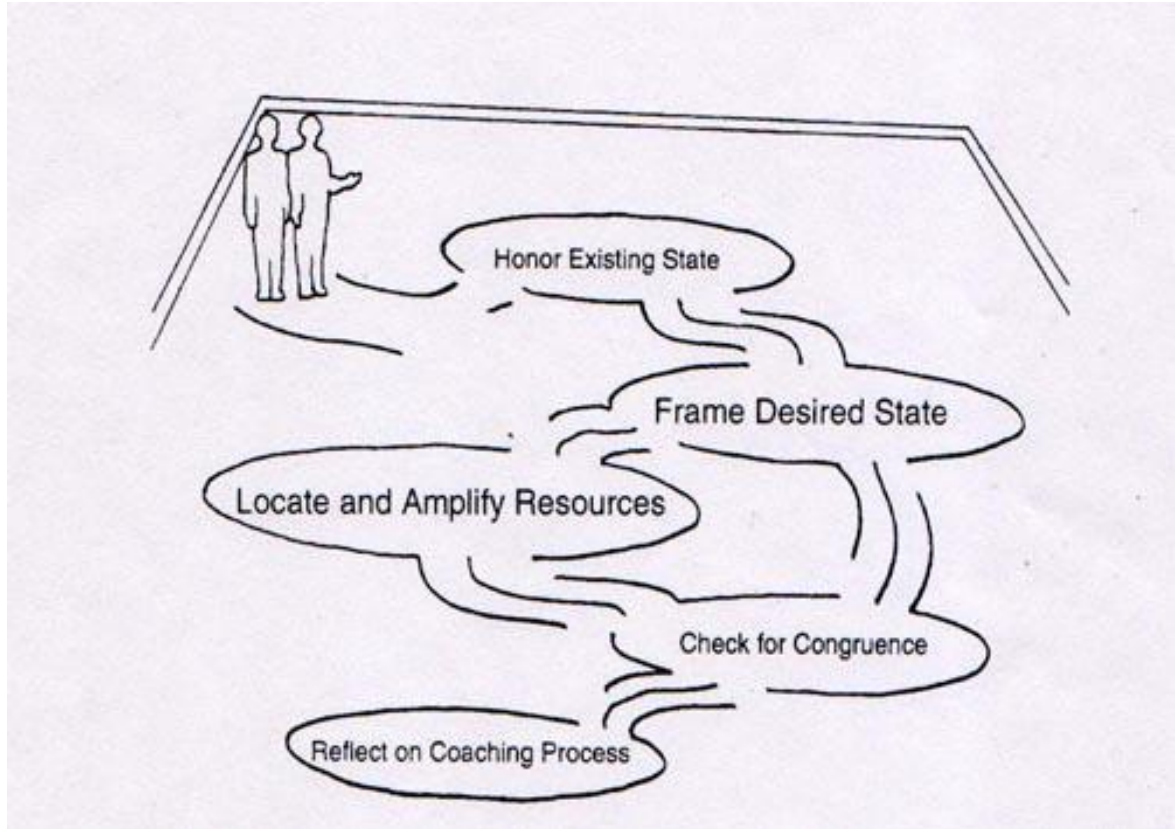 Honor Existing State
Frame Desired State
Locate and Amplify Resources
Check for Congruence
Reflect on Coaching Process